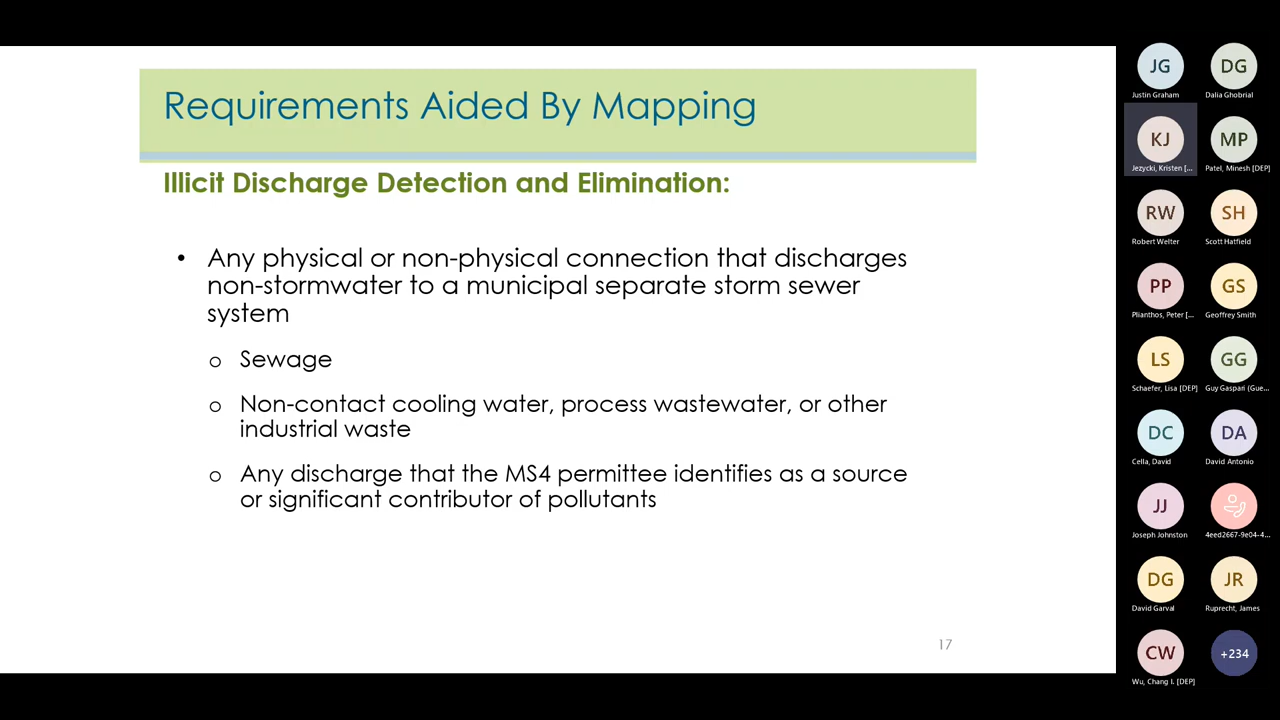 Requirements Aided By Mapping
Illicit Discharge Detection and Elimination:
• Any physical or non-physical connection that discharges
non-stormwater to a municipal separate storm sewer
system
o Sewage
o Non-contact cooling water, process wastewater, or other
industrial waste
o Any discharge that the MS4 permittee identifies as a source
or significant contributor of pollutants
17
JG
Justin Graham
DG
Dalia Ghobrial
KJ
Jezycki, Kristen [...
MP
Patel, Minesh [DEP]
RW
Robert Welter
SH
Scott Hatfield
PP
Plianthos, Peter [...
GS
Geoffrey Smith
LS
Schaefer, Lisa [DEP]
GG
Guy Gaspari (Gue...
DC
Cella, David
DA
David Antonio
JJ
Joseph Johnston
4eed2667-9e04-4...
DG
David Garval
JR
Ruprecht, James
CW
Wu, Chang I. [DEP]
+234